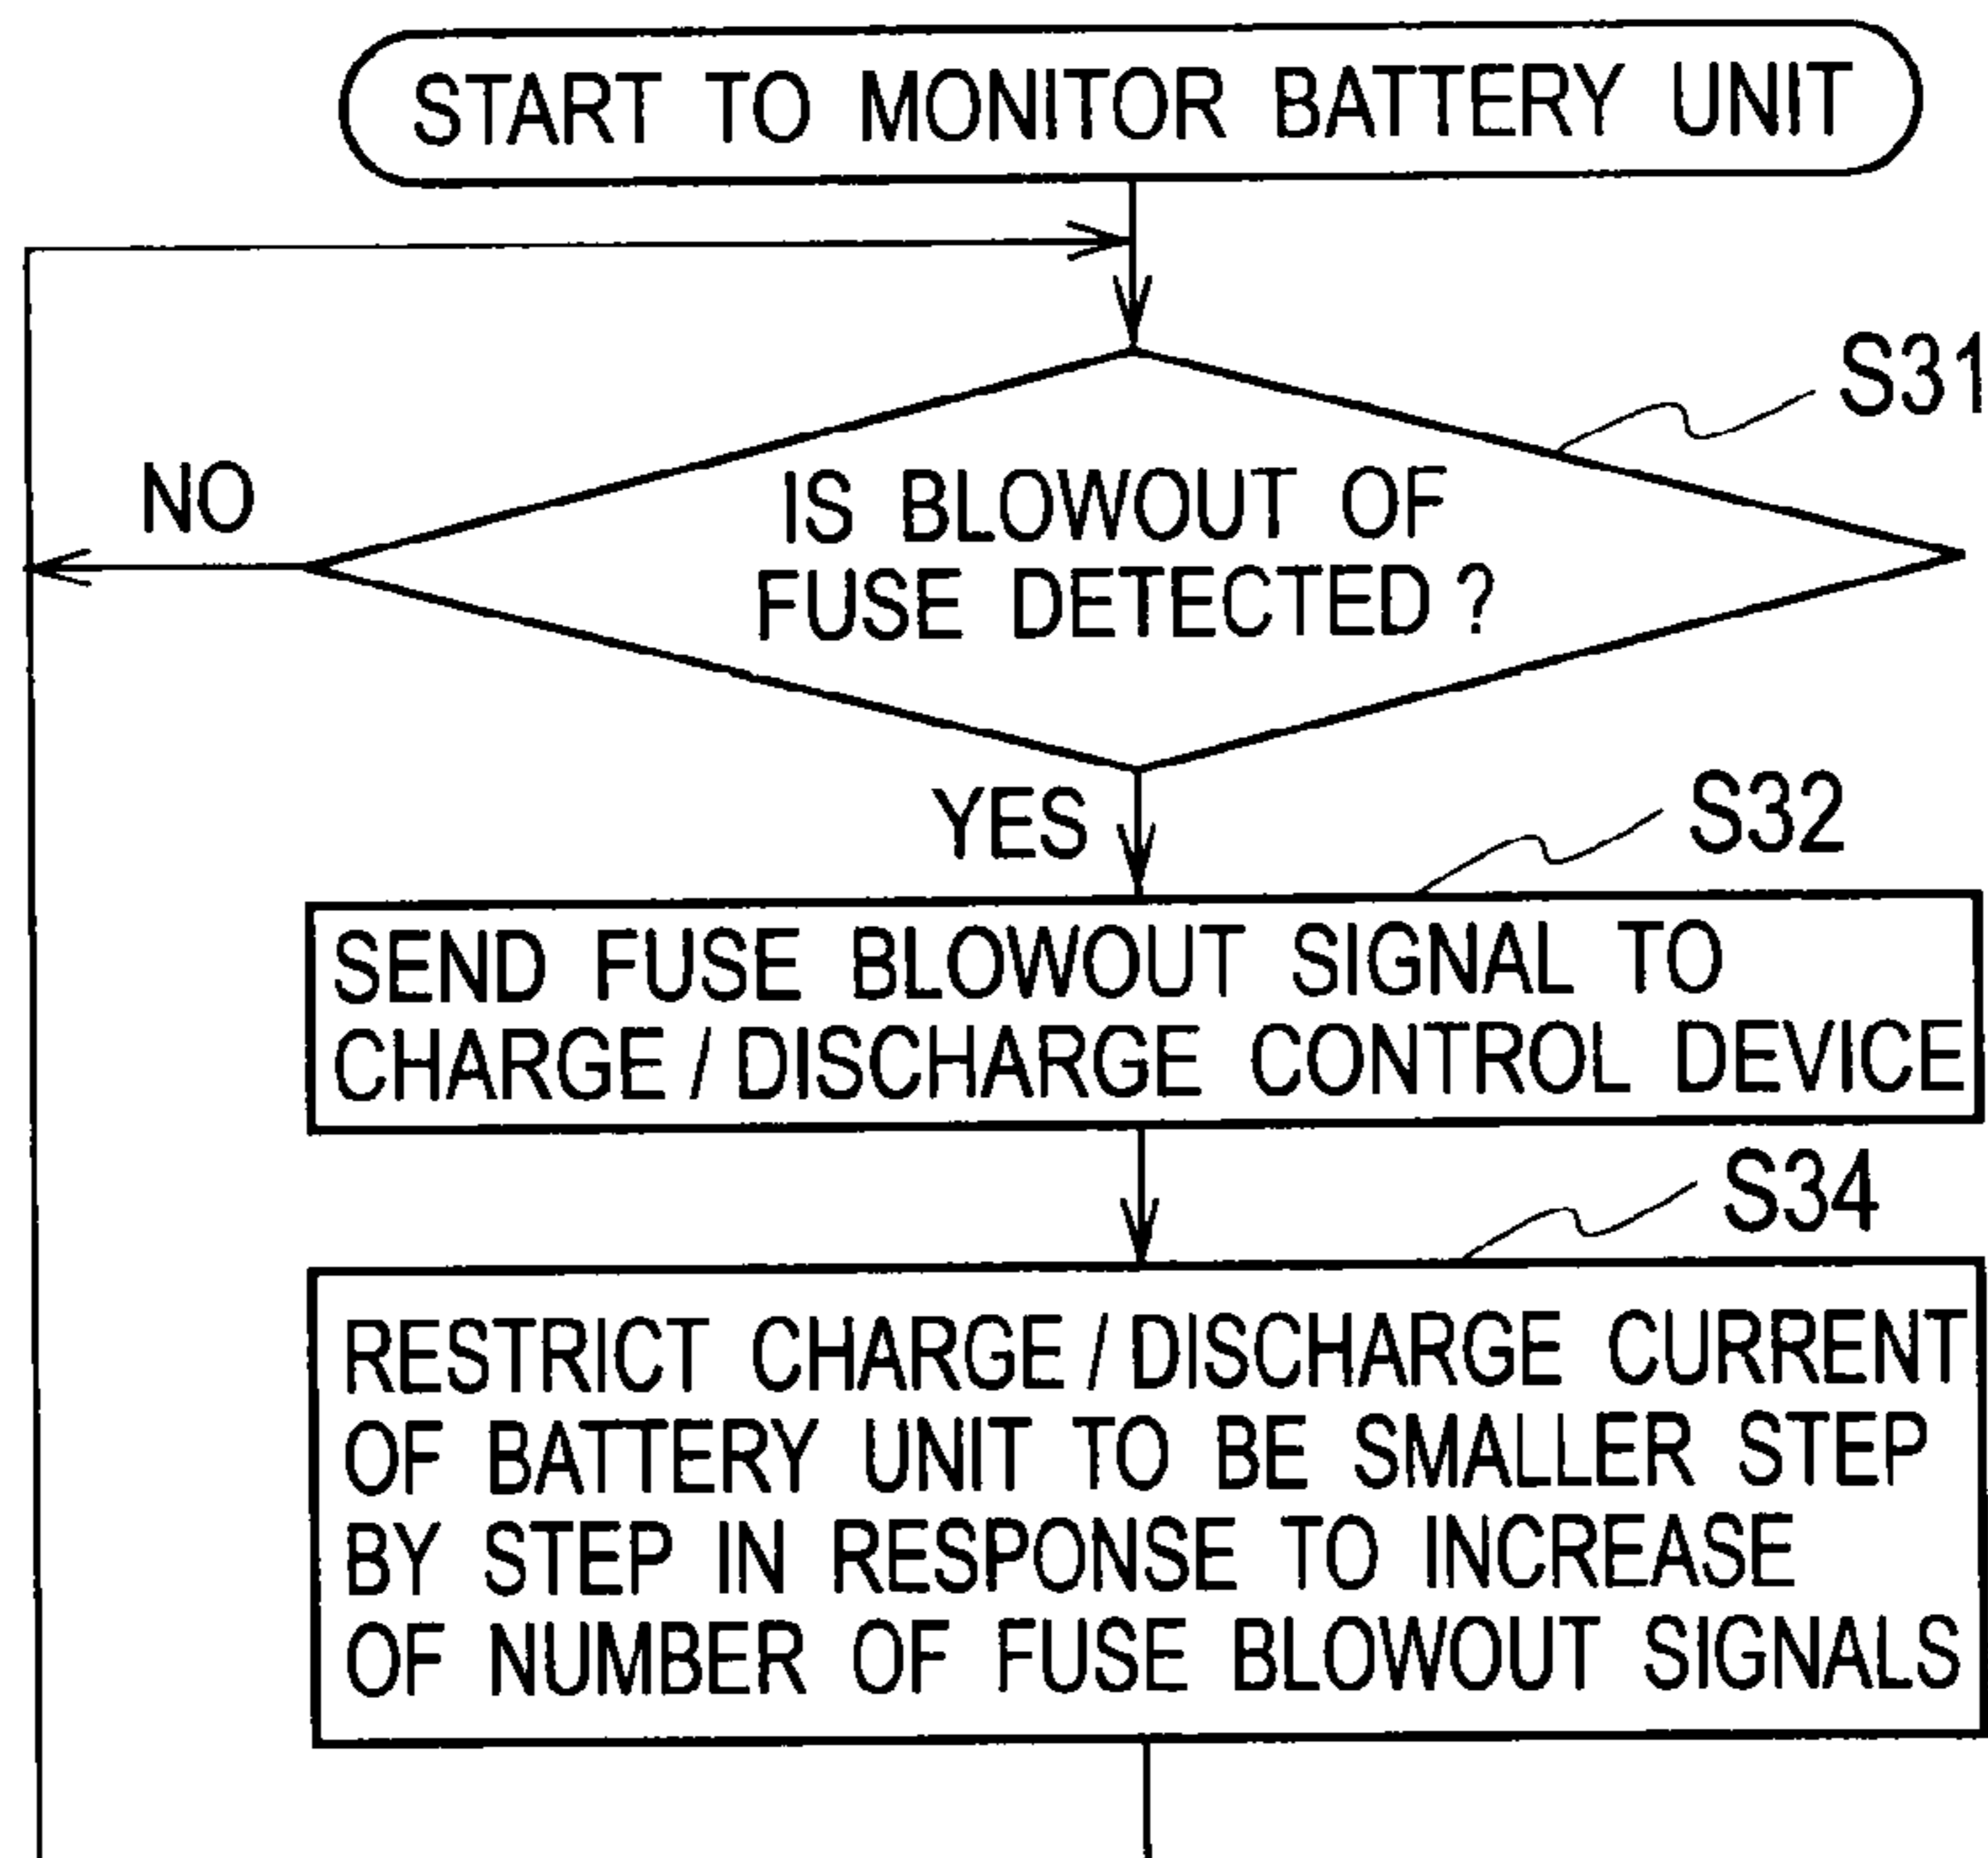 START TO MONITOR BATTERY UNIT
S31
NO
IS BLOWOUT OF
FUSE DETECTED ?
YES
S32
SEND FUSE BLOWOUT SIGNAL TO
CHARGE / DISCHARGE CONTROL DEVICE
S34
RESTRICT CHARGE / DISCHARGE CURRENT
OF BATTERY UNIT TO BE SMALLER STEP
BY STEP IN RESPONSE TO INCREASE
OF NUMBER OF FUSE BLOWOUT SIGNALS